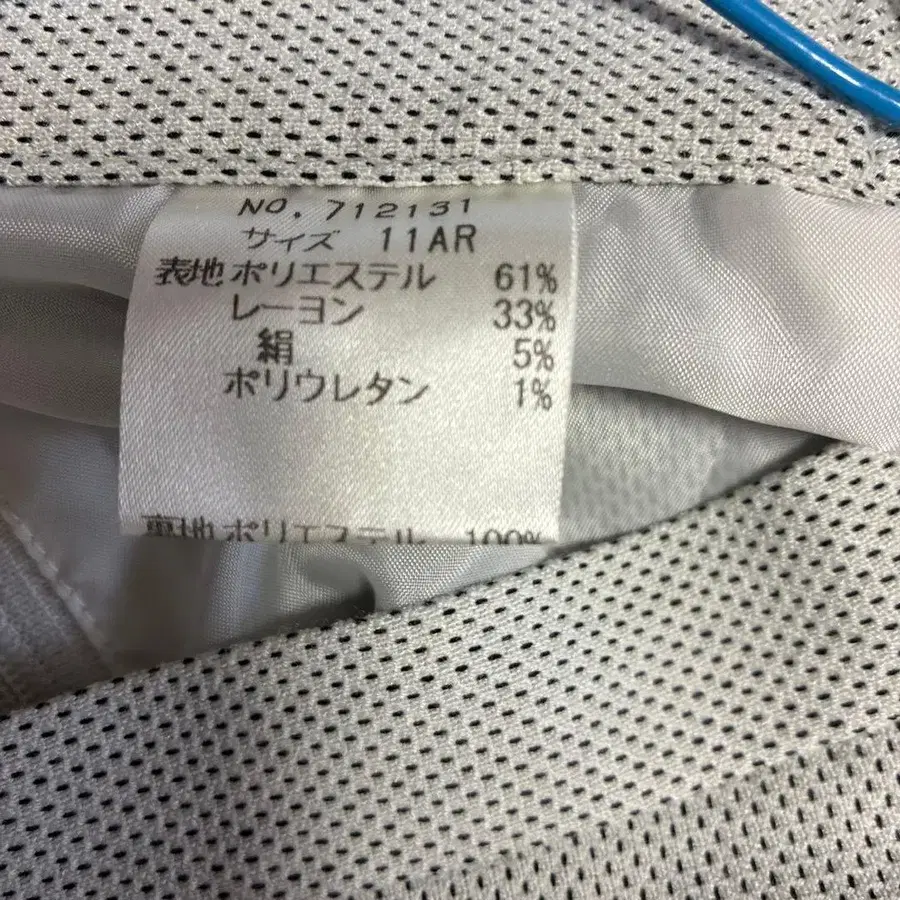 NO. 712131
サイズ 11AR
表地 ポリエステル 61%
レーヨン 33%
絹 5%
ポリウレタン 1%
裏地 ポリエステル 100%